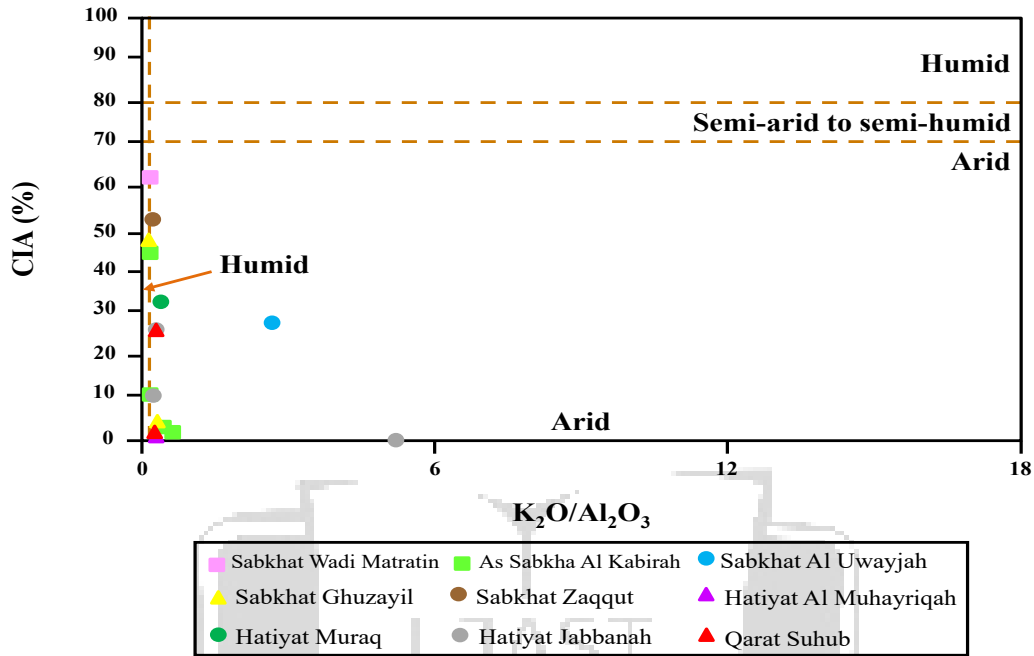 100
90
Humid
80
Semi-arid to semi-humid
70
Arid
60
CIA (%)
50
40
Humid
30
20
10
Arid
0
0 6 12 18
K₂O/Al₂O₃
Sabkhat Wadi Matratin As Sabkha Al Kabirah Sabkhat Al Uwayjah
Sabkhat Ghuzayil Sabkhat Zaqqut Hatiyat Al Muhayriqah
Hatiyat Muraq Hatiyat Jabbanah Qarat Suhub